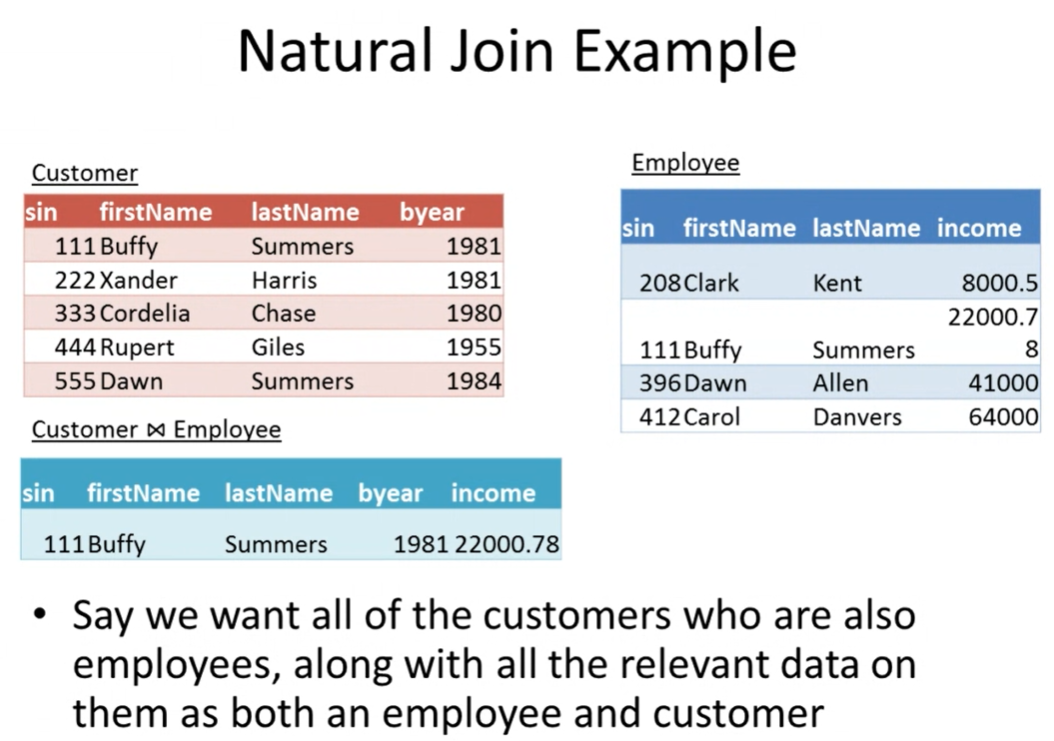 Natural Join Example
Customer
sin firstName lastName byear
111 Buffy Summers 1981
222 Xander Harris 1981
333 Cordelia Chase 1980
444 Rupert Giles 1955
555 Dawn Summers 1984
Employee
sin firstName lastName income
208 Clark Kent 8000.5
22000.7
111 Buffy Summers 8
396 Dawn Allen 41000
412 Carol Danvers 64000
Customer ⋈ Employee
sin firstName lastName byear income
111 Buffy Summers 1981 22000.78
• Say we want all of the customers who are also
employees, along with all the relevant data on
them as both an employee and customer